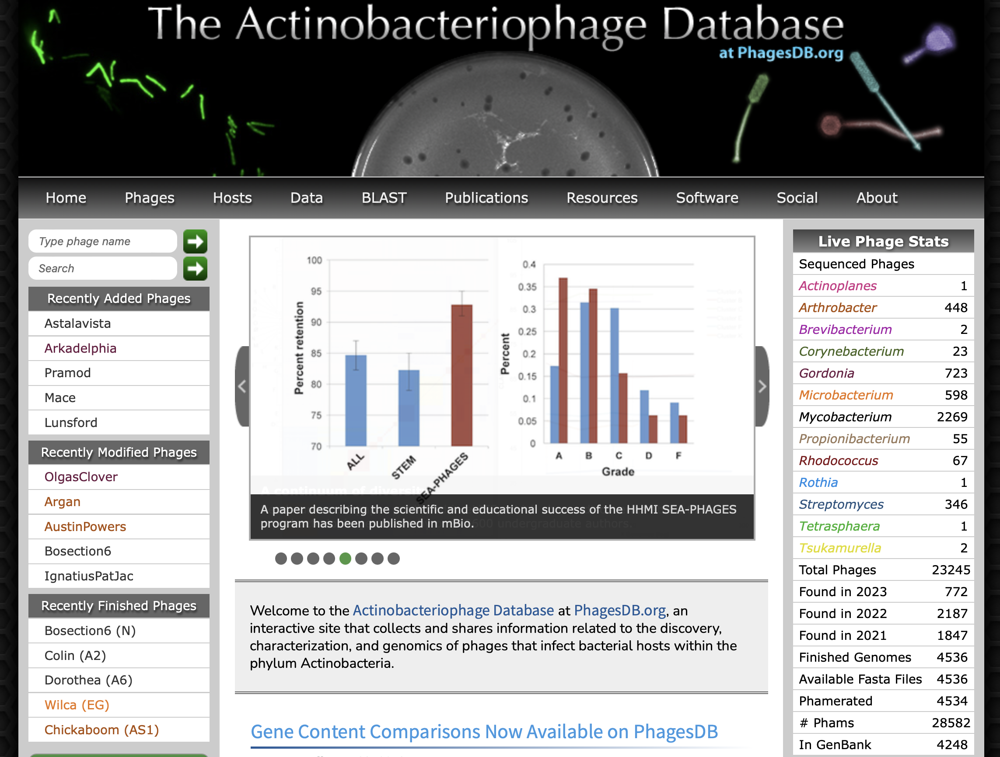 The Actinobacteriophage Database
at PhagesDB.org
Home Phages Hosts Data BLAST Publications Resources Software Social About
Type phage name
Search
Recently Added Phages
Astalavista
Arkadelphia
Pramod
Mace
Lunsford
Recently Modified Phages
OlgasClover
Argan
AustinPowers
Bosection6
IgnatiusPatJac
Recently Finished Phages
Bosection6 (N)
Colin (A2)
Dorothea (A6)
Wilca (EG)
Chickaboom (AS1)
Percent retention
100
95
90
85
80
75
70
ALL
STEM
SEA-PHAGES
Percent
0.4
0.35
0.3
0.25
0.2
0.15
0.1
0.05
0
A B C D F
Grade
A continuum of diversit
A paper describing the scientific and educational success of the HHMI SEA-PHAGES
program has been published in mBio.
600 undergraduate authors.
Welcome to the Actinobacteriophage Database at PhagesDB.org, an
interactive site that collects and shares information related to the discovery,
characterization, and genomics of phages that infect bacterial hosts within the
phylum Actinobacteria.
Gene Content Comparisons Now Available on PhagesDB
Live Phage Stats
Sequenced Phages
Actinoplanes 1
Arthrobacter 448
Brevibacterium 2
Corynebacterium 23
Gordonia 723
Microbacterium 598
Mycobacterium 2269
Propionibacterium 55
Rhodococcus 67
Rothia 1
Streptomyces 346
Tetrasphaera 1
Tsukamurella 2
Total Phages 23245
Found in 2023 772
Found in 2022 2187
Found in 2021 1847
Finished Genomes 4536
Available Fasta Files 4536
Phamerated 4534
# Phams 28582
In GenBank 4248